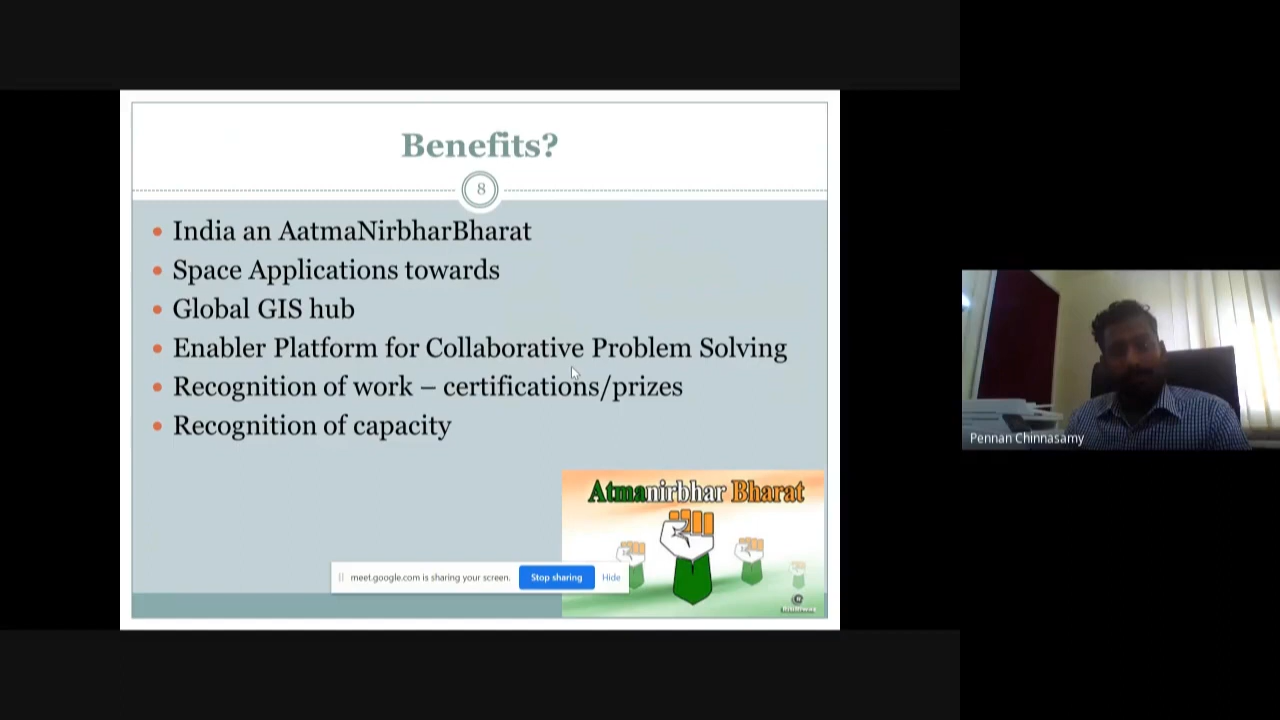 Benefits?
8
India an AatmaNirbharBharat
Space Applications towards
Global GIS hub
Enabler Platform for Collaborative Problem Solving
Recognition of work – certifications/prizes
Recognition of capacity
Atmanirbhar Bharat
meet.google.com is sharing your screen.
Stop sharing
Hide
Pennan Chinnasamy